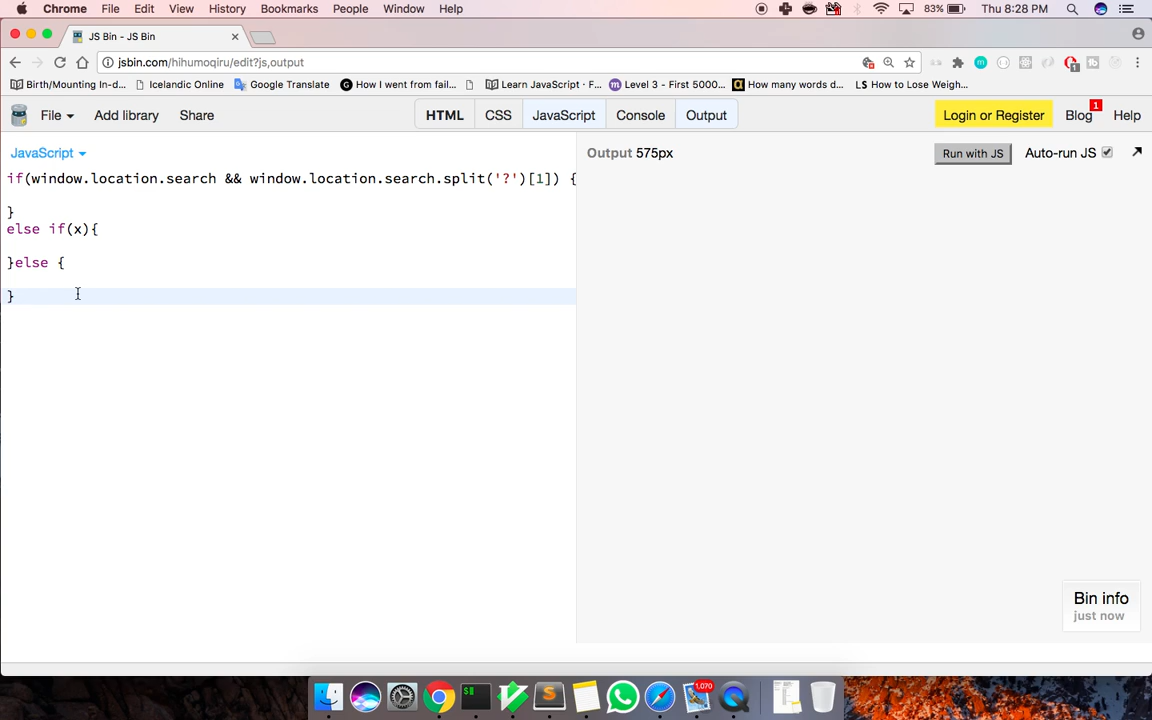 Chrome File Edit View History Bookmarks People Window Help 83% Thu 8:28 PM
JS Bin - JS Bin
jsbin.com/hihumoqiru/edit?js,output
Birth/Mounting In-d... Icelandic Online Google Translate How I went from fail... Learn JavaScript · F... Level 3 - First 5000... How many words d... LS How to Lose Weigh...
File Add library Share HTML CSS JavaScript Console Output Login or Register Blog 1 Help
JavaScript Output 575px Run with JS Auto-run JS
if(window.location.search && window.location.search.split('?')[1]) {
}
else if(x){
}else {
}
Bin info
just now
1,070